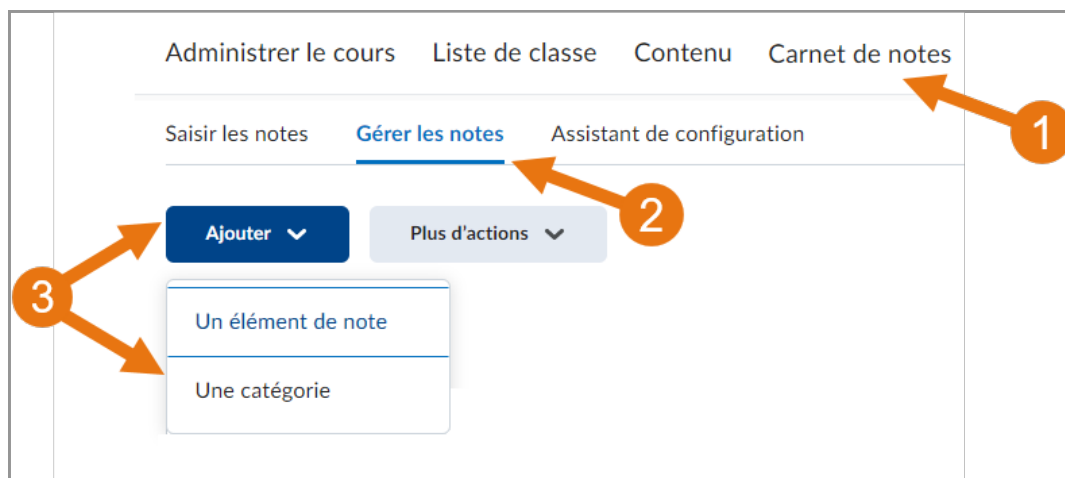 Administrer le cours Liste de classe Contenu Carnet de notes
1
Saisir les notes Gérer les notes Assistant de configuration
2
Ajouter Plus d'actions
3
Un élément de note
Une catégorie